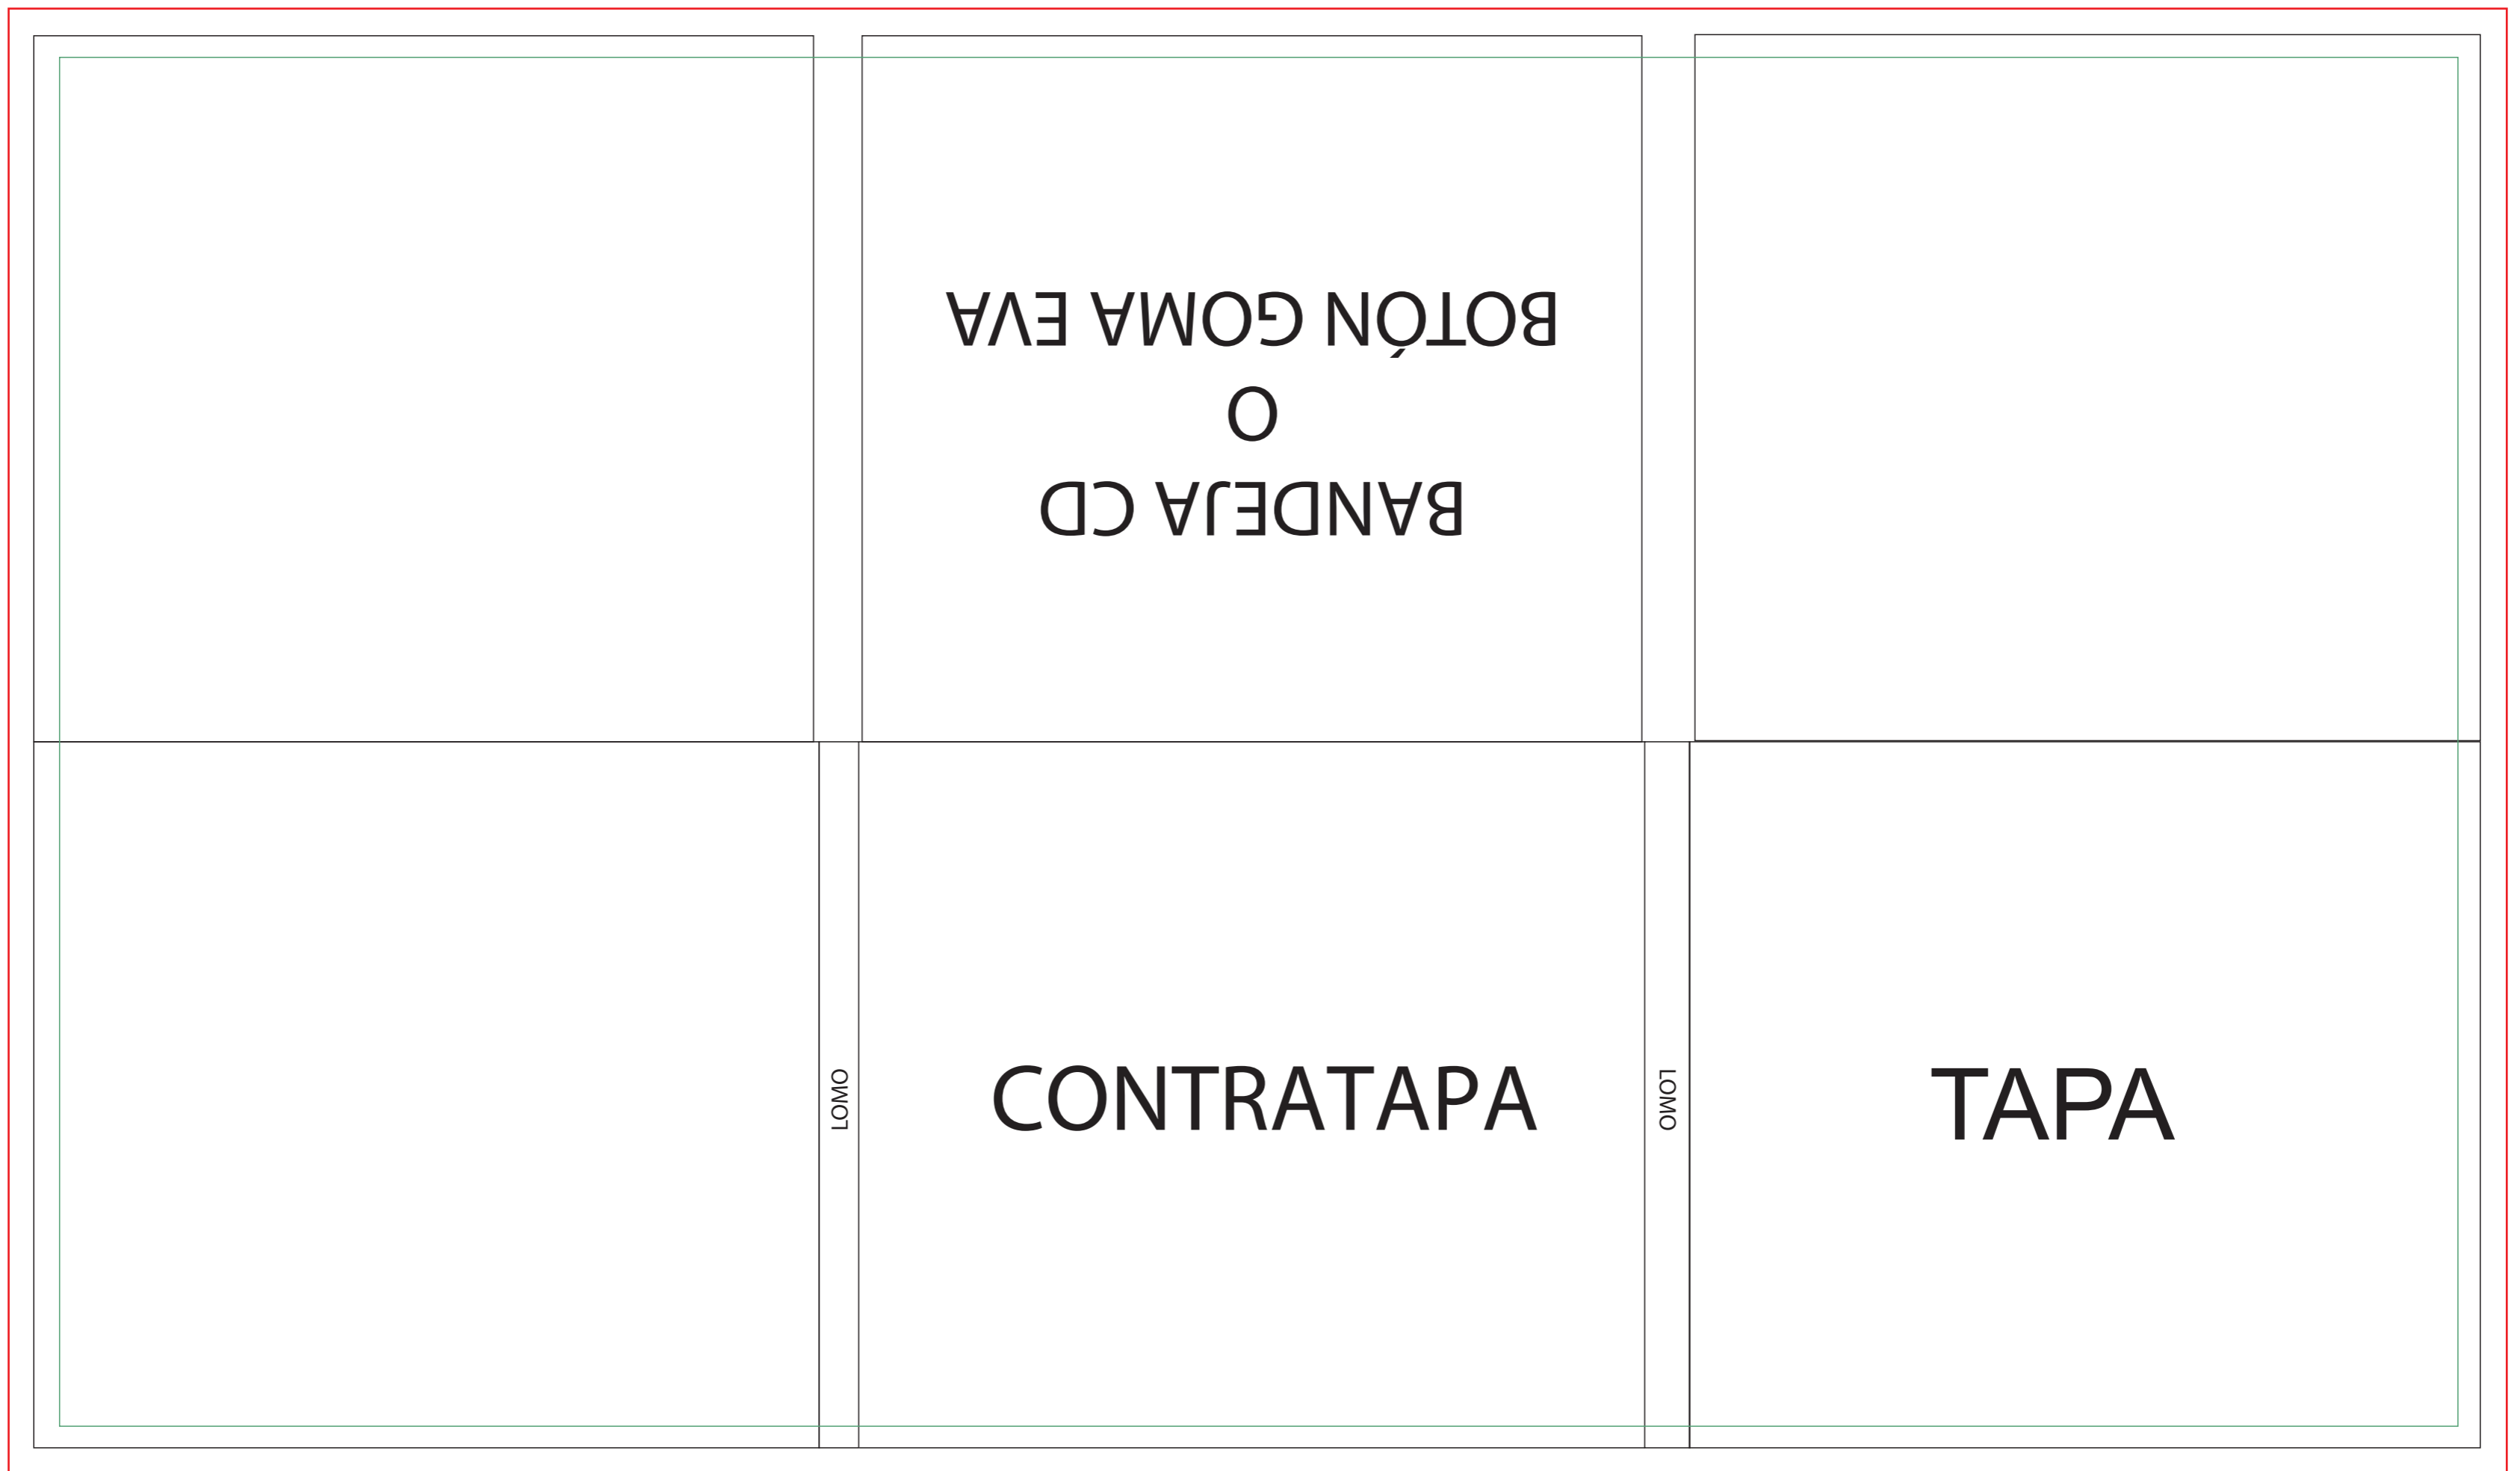 BANDEJA CD
O
BOTÓN GOMA EVA
LOMO
CONTRATAPA
LOMO
TAPA